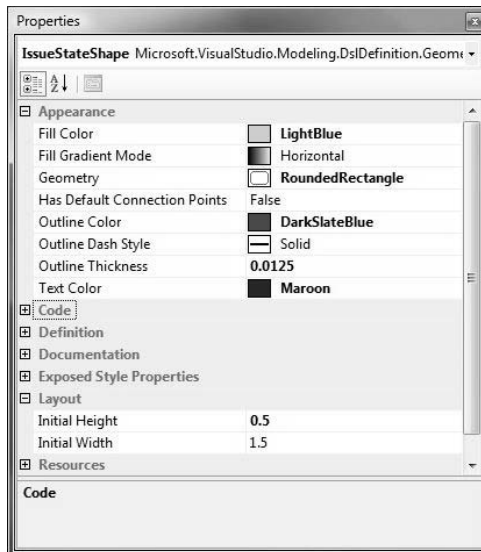 Properties
IssueStateShape Microsoft.VisualStudio.Modeling.DslDefinition.Geome
Appearance
Fill Color LightBlue
Fill Gradient Mode Horizontal
Geometry RoundedRectangle
Has Default Connection Points False
Outline Color DarkSlateBlue
Outline Dash Style Solid
Outline Thickness 0.0125
Text Color Maroon
Code
Definition
Documentation
Exposed Style Properties
Layout
Initial Height 0.5
Initial Width 1.5
Resources
Code